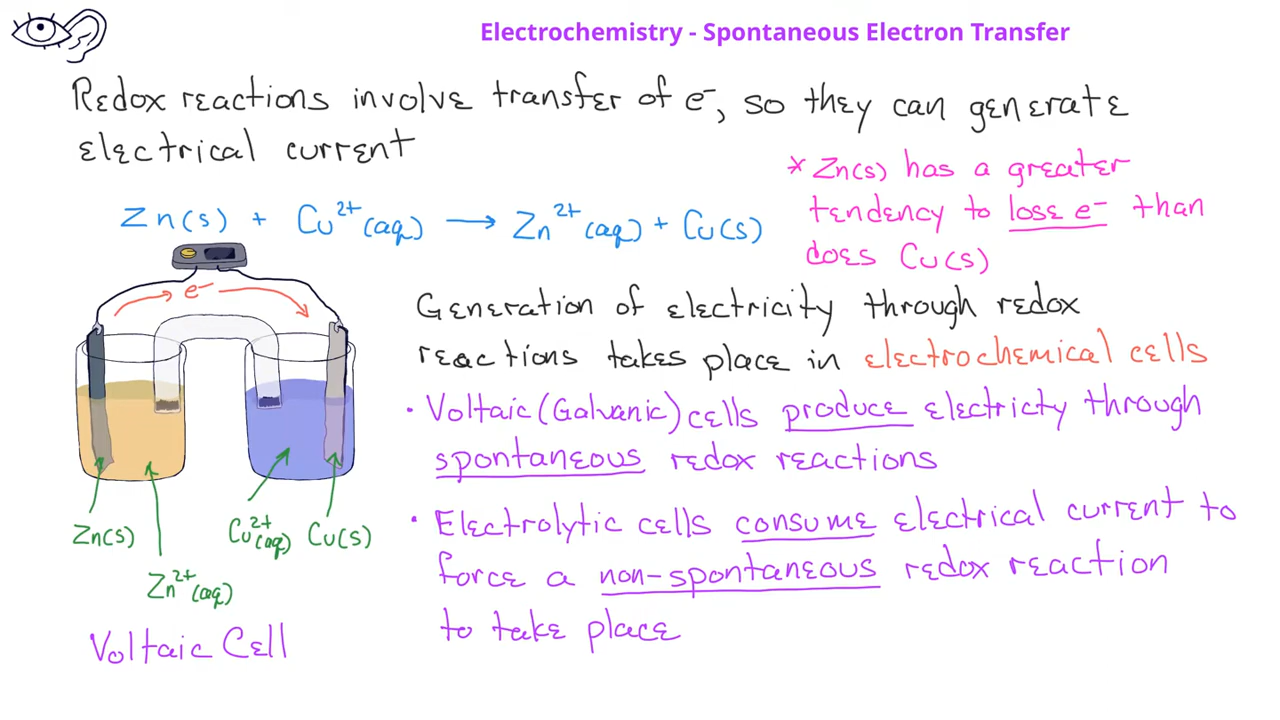 Electrochemistry - Spontaneous Electron Transfer
Redox reactions involve transfer of e⁻, so they can generate
electrical current
* Zn(s) has a greater
tendency to lose e⁻ than
does Cu(s)
Zn(s) + Cu²⁺(aq) → Zn²⁺(aq) + Cu(s)
e⁻
Zn(s)
Zn²⁺(aq)
Cu²⁺(aq)
Cu(s)
Voltaic Cell
Generation of electricity through redox
reactions takes place in electrochemical cells
• Voltaic (Galvanic) cells produce electricty through
spontaneous redox reactions
• Electrolytic cells consume electrical current to
force a non-spontaneous redox reaction
to take place